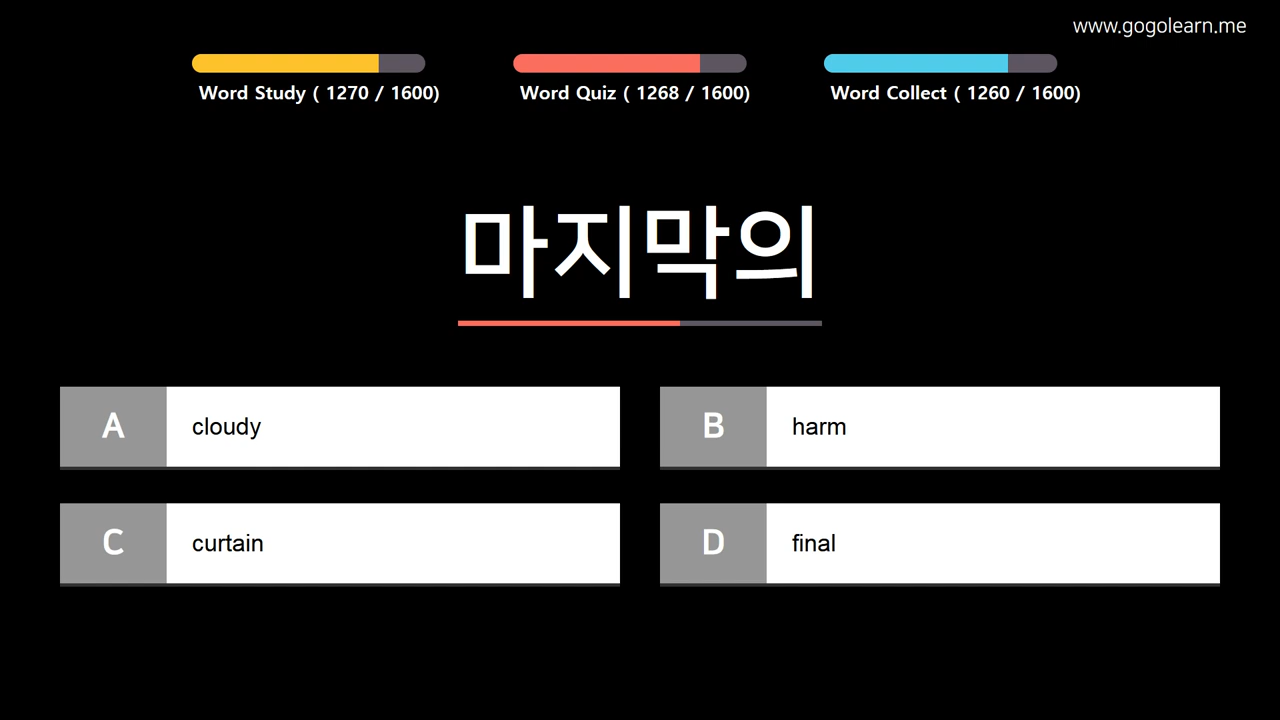 www.gogolearn.me
Word Study ( 1270 / 1600)
Word Quiz ( 1268 / 1600)
Word Collect ( 1260 / 1600)
마지막의
A cloudy
B harm
C curtain
D final